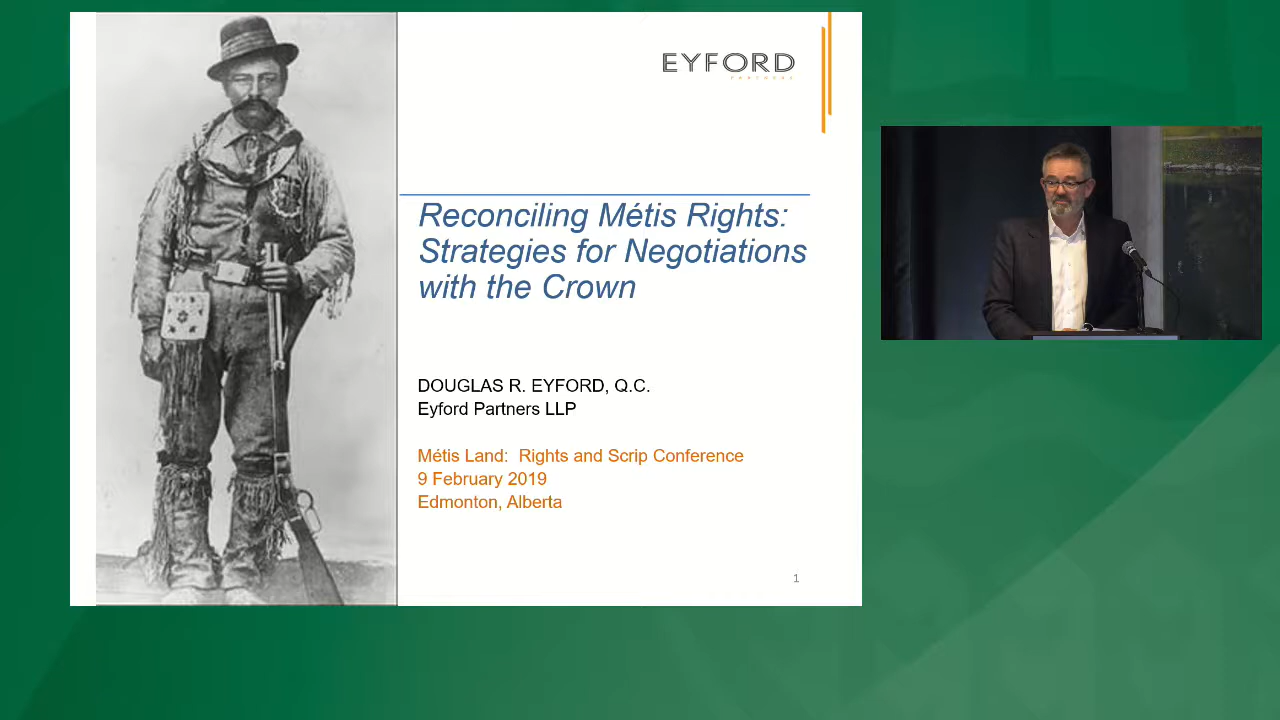 EYFORD
PARTNERS
Reconciling Métis Rights:
Strategies for Negotiations
with the Crown
DOUGLAS R. EYFORD, Q.C.
Eyford Partners LLP
Métis Land:  Rights and Scrip Conference
9 February 2019
Edmonton, Alberta
1